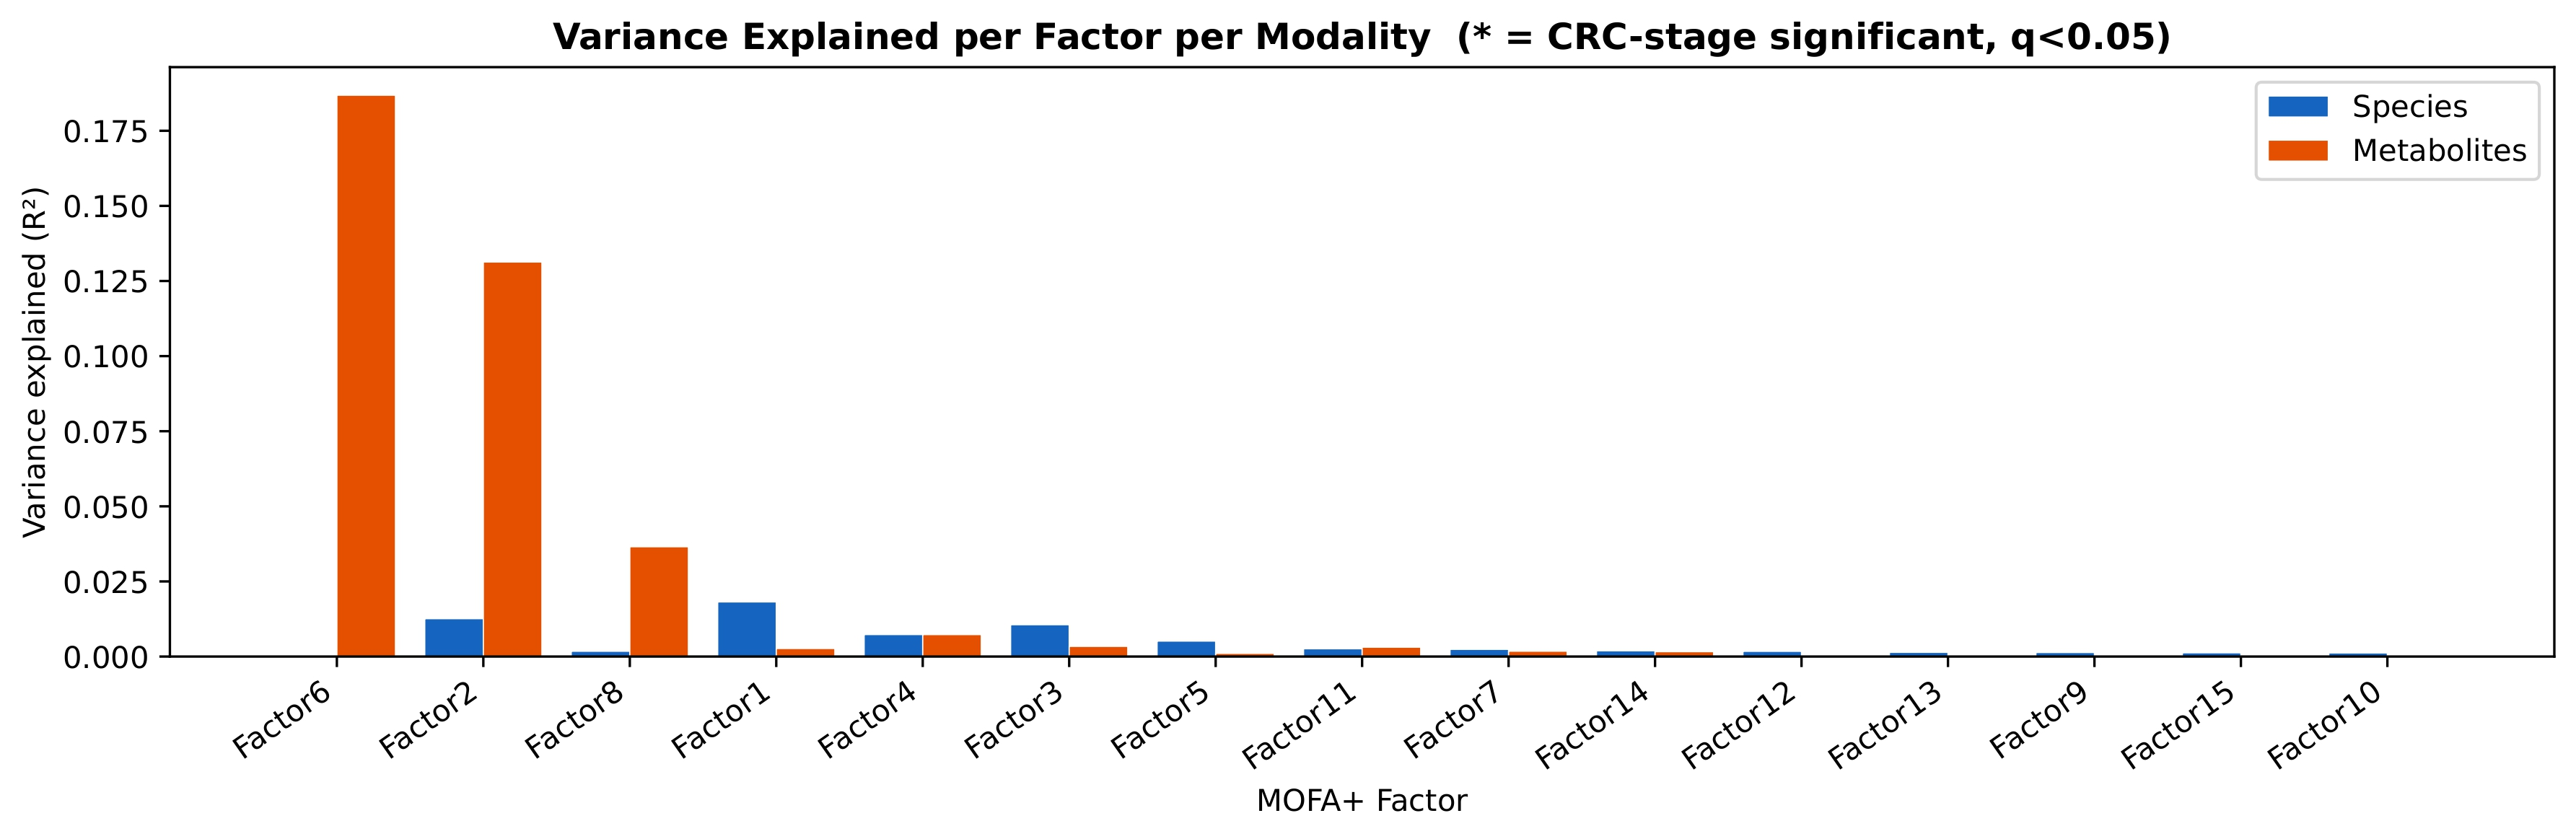 Variance Explained per Factor per Modality  (* = CRC-stage significant, q<0.05)
Species
Metabolites
Variance explained (R²)
0.175
0.150
0.125
0.100
0.075
0.050
0.025
0.000
Factor6
Factor2
Factor8
Factor1
Factor4
Factor3
Factor5
Factor11
Factor7
Factor14
Factor12
Factor13
Factor9
Factor15
Factor10
MOFA+ Factor